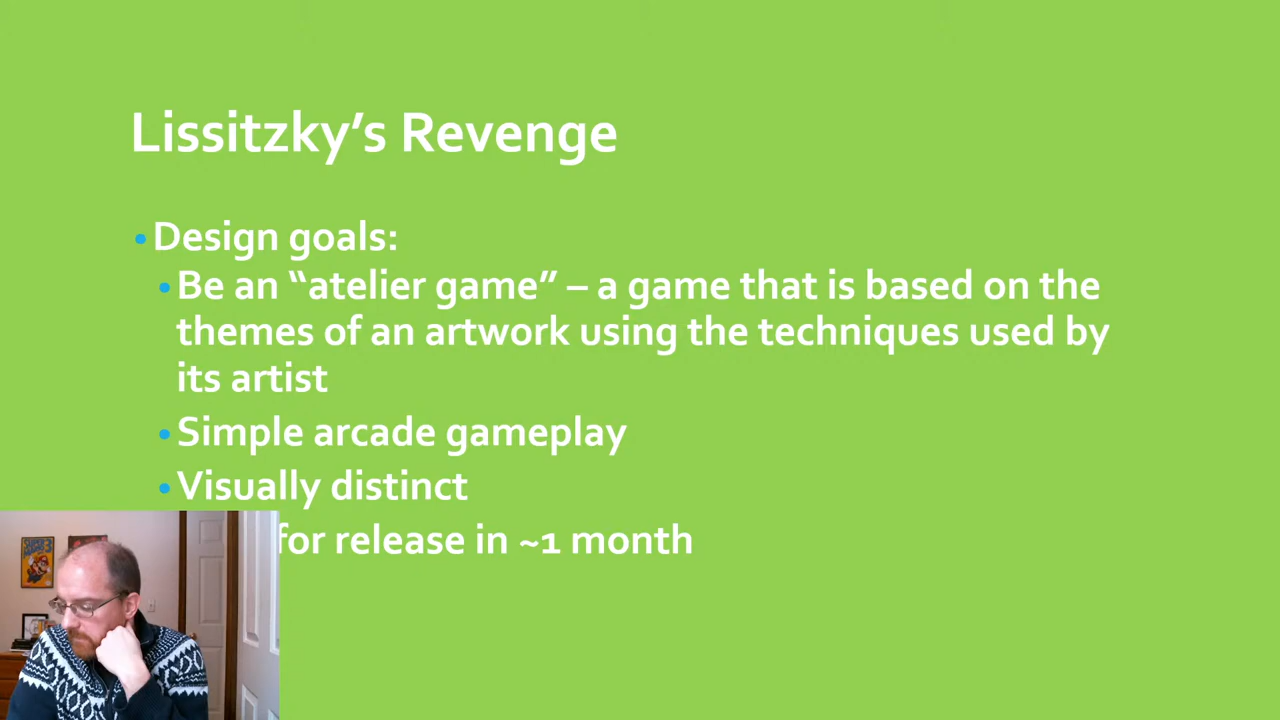 Lissitzky’s Revenge
• Design goals:
• Be an “atelier game” – a game that is based on the
themes of an artwork using the techniques used by
its artist
• Simple arcade gameplay
• Visually distinct
for release in ~1 month